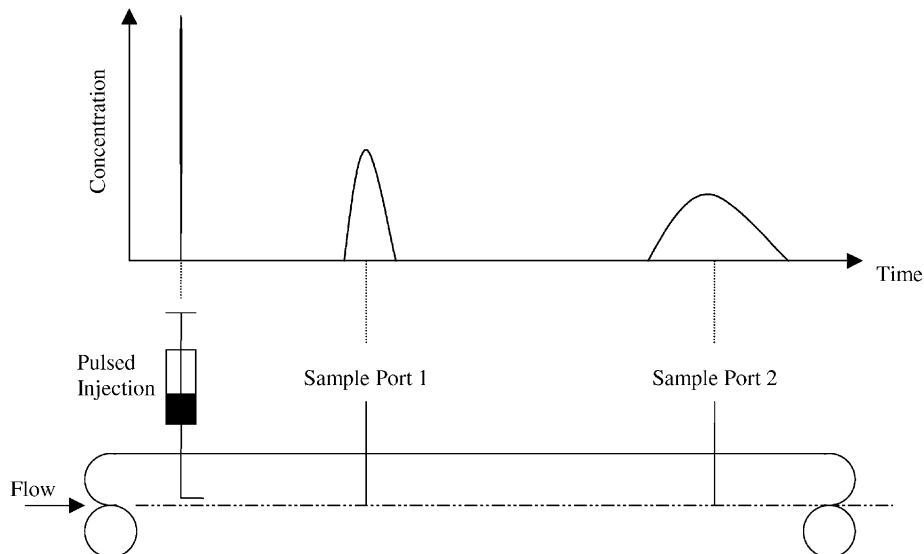 Concentration
Time
Pulsed
Injection
Sample Port 1
Sample Port 2
Flow